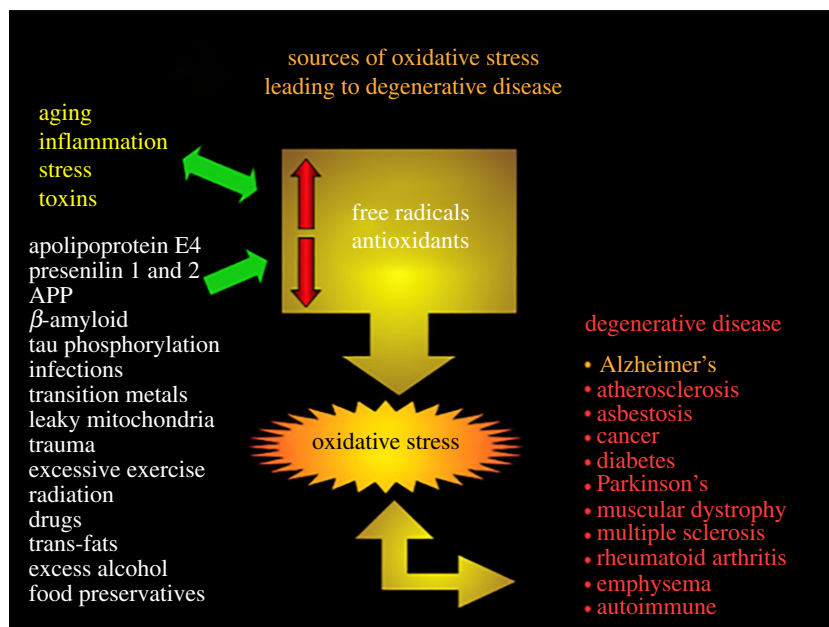 sources of oxidative stress
leading to degenerative disease
aging
inflammation
stress
toxins
free radicals
antioxidants
apolipoprotein E4
presenilin 1 and 2
APP
β-amyloid
tau phosphorylation
infections
transition metals
leaky mitochondria
trauma
excessive exercise
radiation
drugs
trans-fats
excess alcohol
food preservatives
oxidative stress
degenerative disease
• Alzheimer's
• atherosclerosis
• asbestosis
• cancer
• diabetes
• Parkinson's
• muscular dystrophy
• multiple sclerosis
• rheumatoid arthritis
• emphysema
• autoimmune